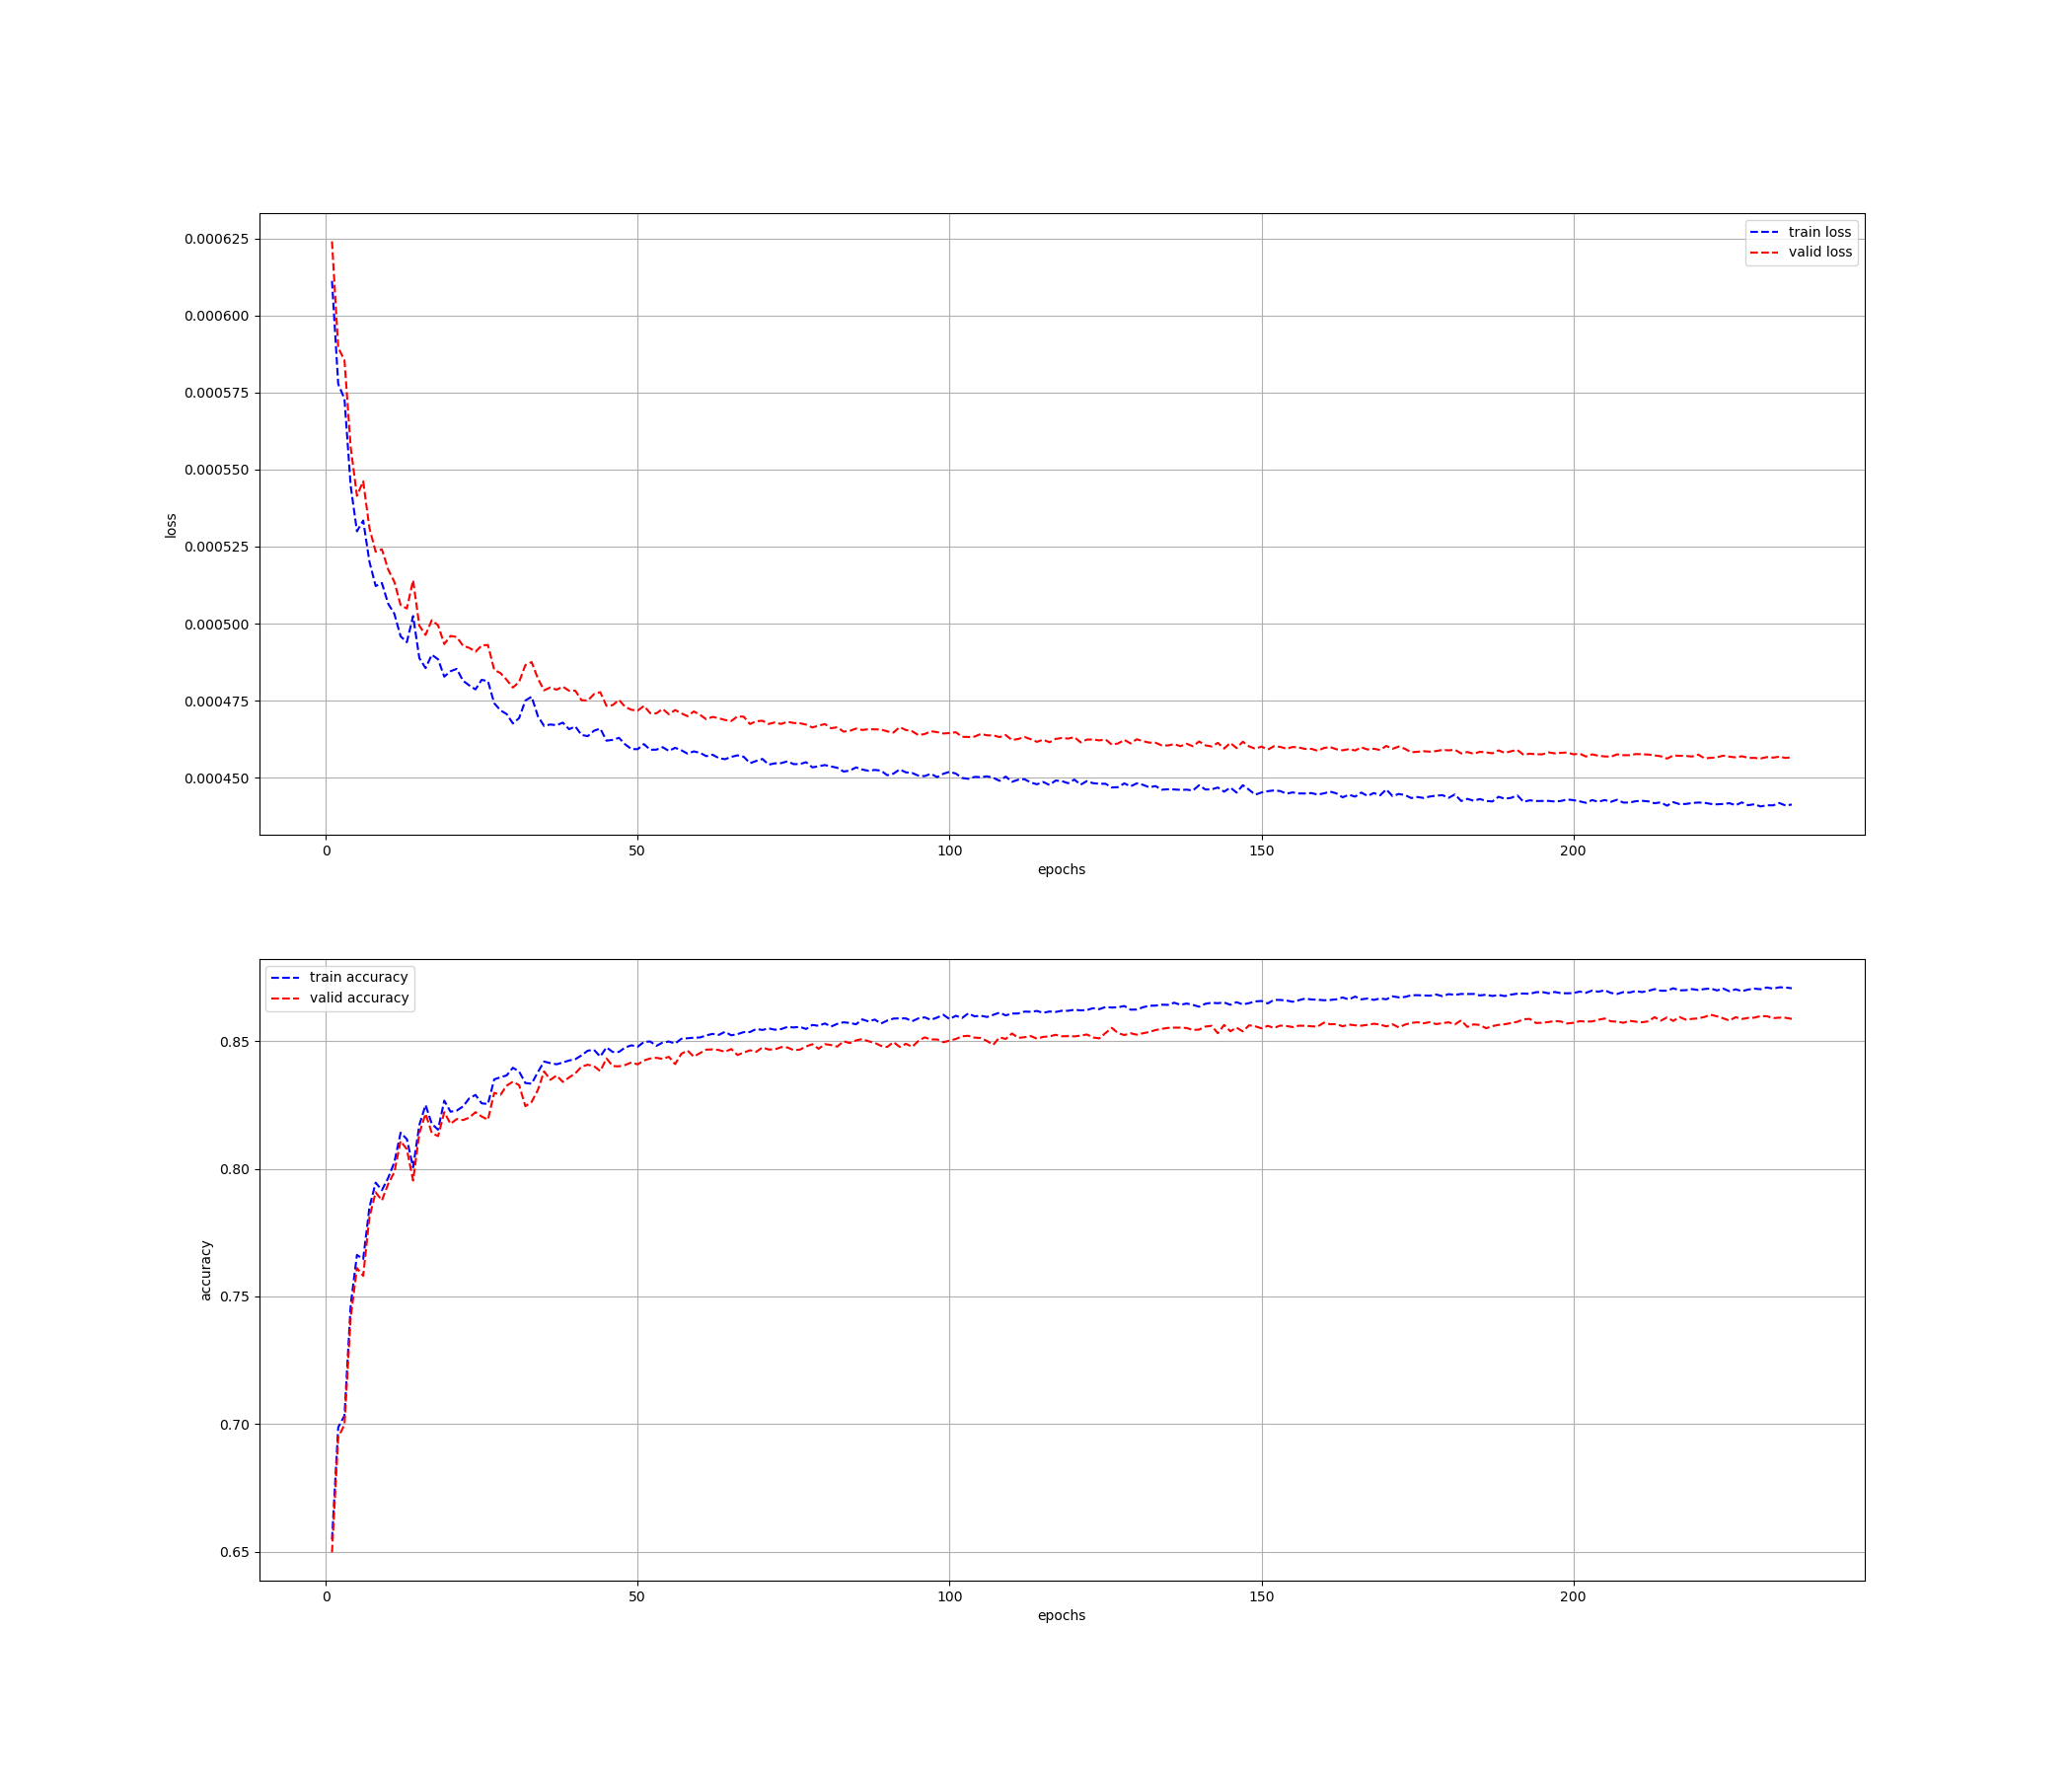 0.000625
0.000600
0.000575
0.000550
0.000525
0.000500
0.000475
0.000450
loss
train loss
valid loss
0 50 100 150 200
epochs
train accuracy
valid accuracy
0.85
0.80
0.75
0.70
0.65
accuracy
0 50 100 150 200
epochs